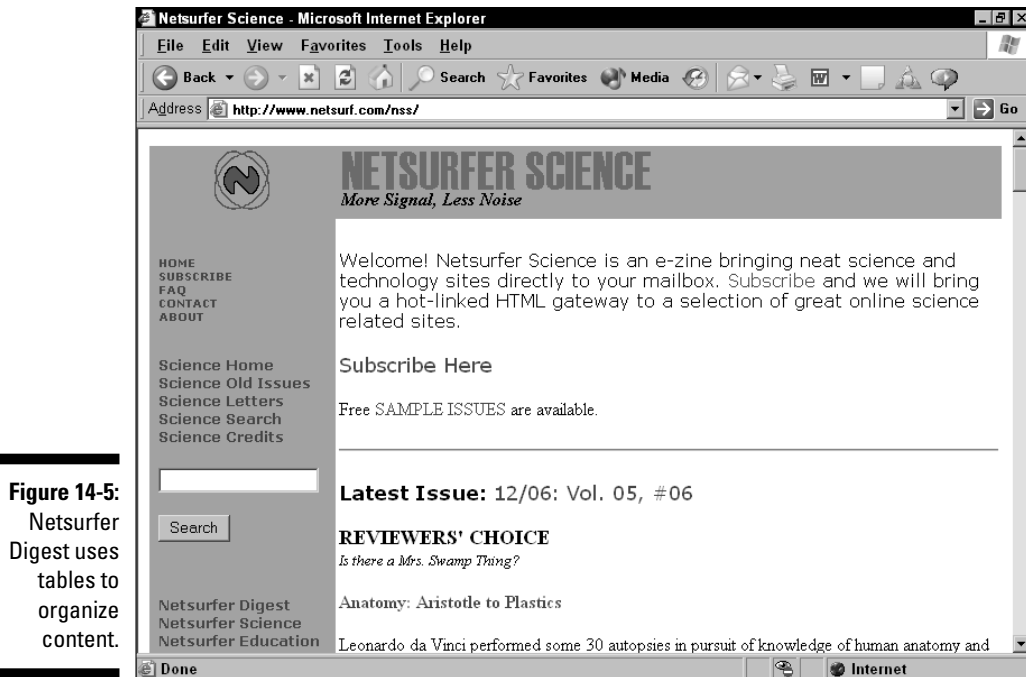 Netsurfer Science - Microsoft Internet Explorer
File Edit View Favorites Tools Help
Back Search Favorites Media
Address http://www.netsurf.com/nss/ Go
NETSURFER SCIENCE
More Signal, Less Noise
HOME
SUBSCRIBE
FAQ
CONTACT
ABOUT
Science Home
Science Old Issues
Science Letters
Science Search
Science Credits
Search
Netsurfer Digest
Netsurfer Science
Netsurfer Education
Welcome! Netsurfer Science is an e-zine bringing neat science and
technology sites directly to your mailbox. Subscribe and we will bring
you a hot-linked HTML gateway to a selection of great online science
related sites.
Subscribe Here
Free SAMPLE ISSUES are available.
Latest Issue: 12/06: Vol. 05, #06
REVIEWERS' CHOICE
Is there a Mrs. Swamp Thing?
Anatomy: Aristotle to Plastics
Leonardo da Vinci performed some 30 autopsies in pursuit of knowledge of human anatomy and
Done Internet
Figure 14-5:
Netsurfer
Digest uses
tables to
organize
content.